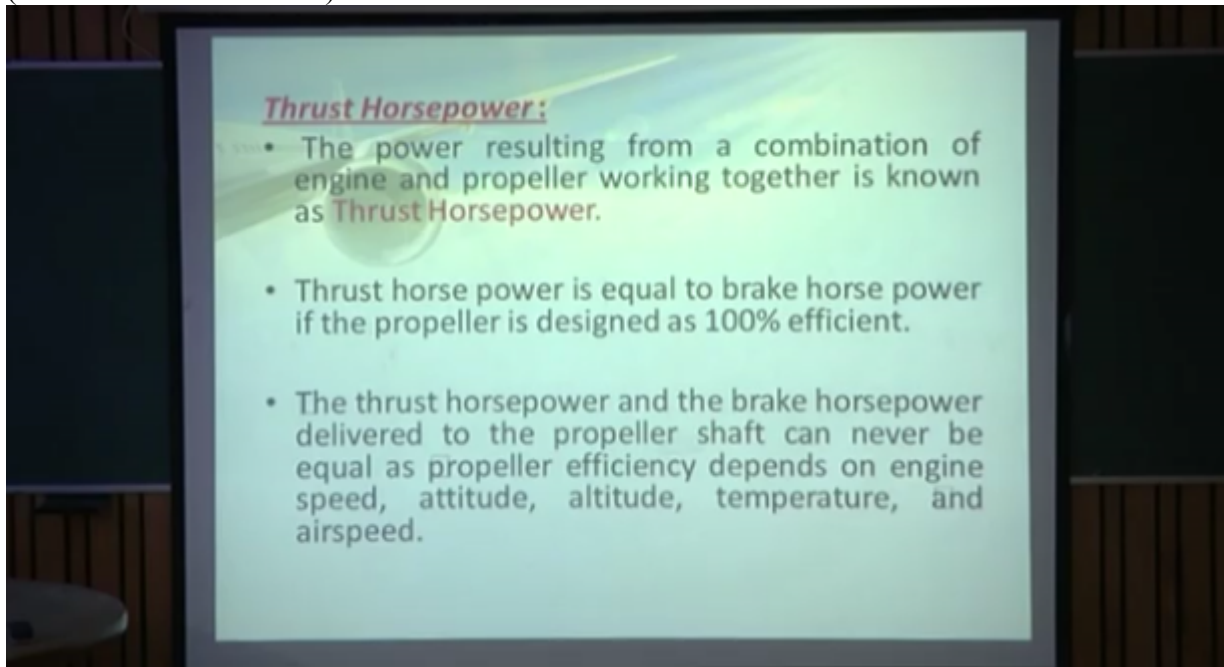 Thrust Horsepower:
• The power resulting from a combination of
engine and propeller working together is known
as Thrust Horsepower.
• Thrust horse power is equal to brake horse power
if the propeller is designed as 100% efficient.
• The thrust horsepower and the brake horsepower
delivered to the propeller shaft can never be
equal as propeller efficiency depends on engine
speed, attitude, altitude, temperature, and
airspeed.